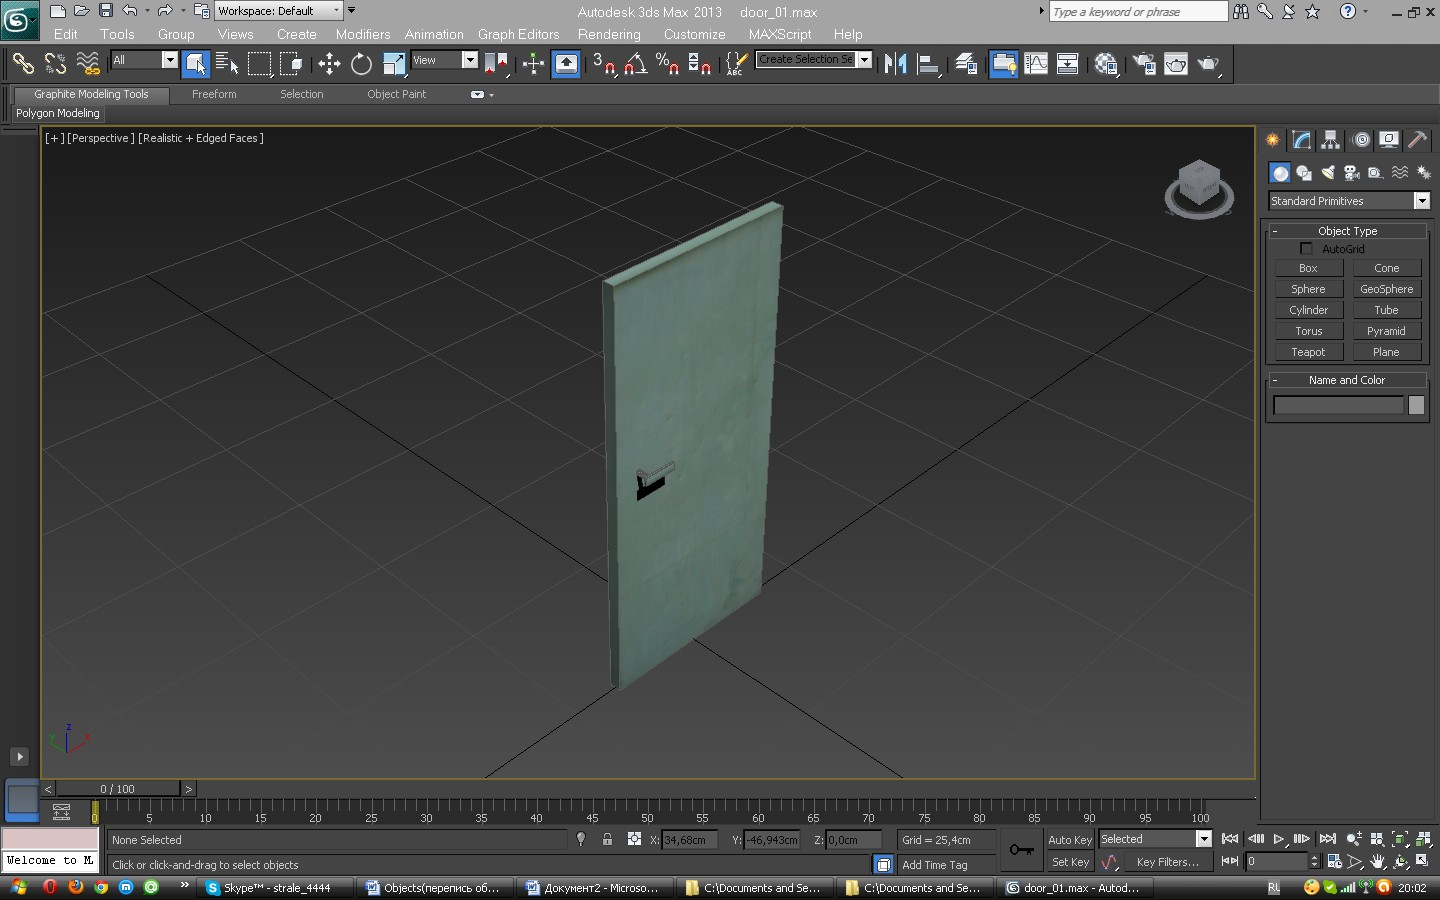 Workspace: Default
Autodesk 3ds Max 2013 door_01.max
Type a keyword or phrase
Edit Tools Group Views Create Modifiers Animation Graph Editors Rendering Customize MAXScript Help
All
View
3
%
ABC
Create Selection Se
Graphite Modeling Tools Freeform Selection Object Paint
Polygon Modeling
[+] [Perspective] [Realistic + Edged Faces]
Standard Primitives
- Object Type
AutoGrid
Box Cone
Sphere GeoSphere
Cylinder Tube
Torus Pyramid
Teapot Plane
- Name and Color
z
y
x
< 0 / 100 >
0 5 10 15 20 25 30 35 40 45 50 55 60 65 70 75 80 85 90 95 100
None Selected X: 34,68cm Y: -46,943cm Z: 0,0cm Grid = 25,4cm Auto Key Selected
Welcome to M
Click or click-and-drag to select objects Add Time Tag Set Key Key Filters... 0
Skype™ - strale_4444 Objects(перепись об... Документ2 - Microso... C:\Documents and Se... C:\Documents and Se... door_01.max - Autod... RL 20:02